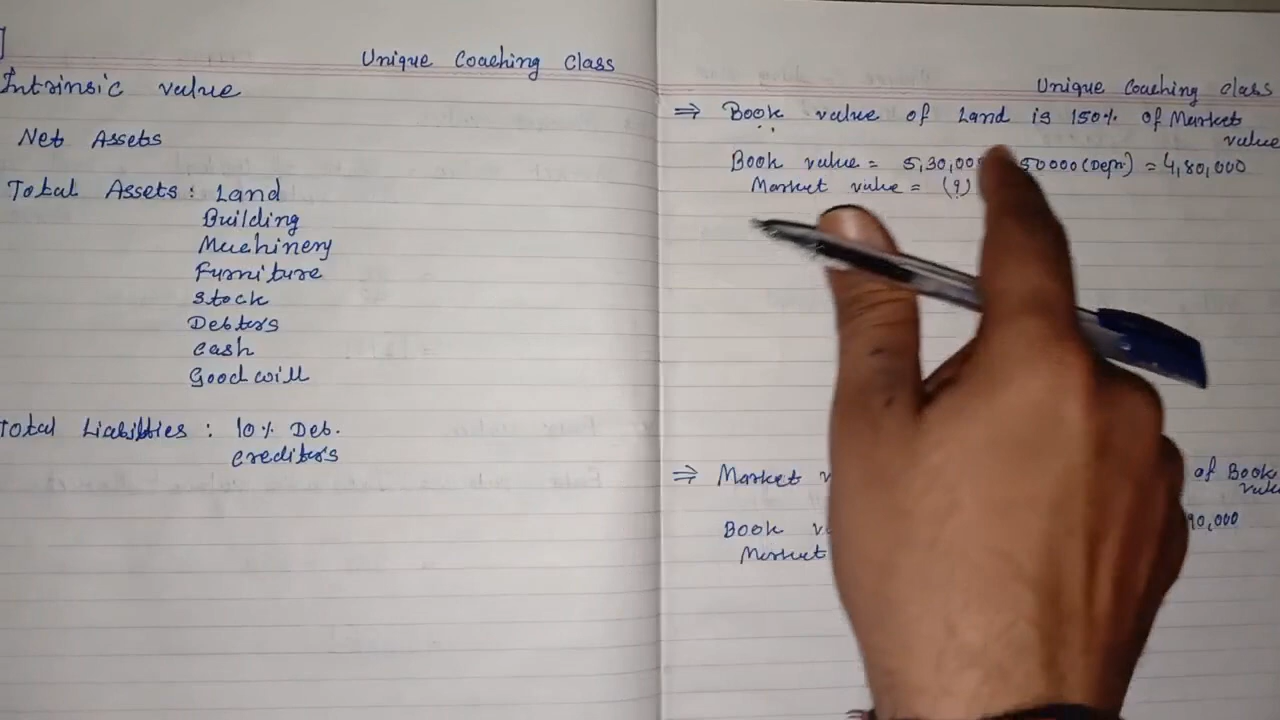 Unique Coaching Class
Intrinsic value
Net Assets
Total Assets : Land
Building
Machinery
Furniture
Stock
Debtors
cash
Goodwill
Total Liabilities : 10% Deb.
creditors
Unique Coaching class
⇒ Book value of Land is 150% of Market
value
Book value = 5,30,000 50000 (Depr.) = 4,80,000
Market value = (?)
⇒ Market of Book
value
Book 90,000
Market